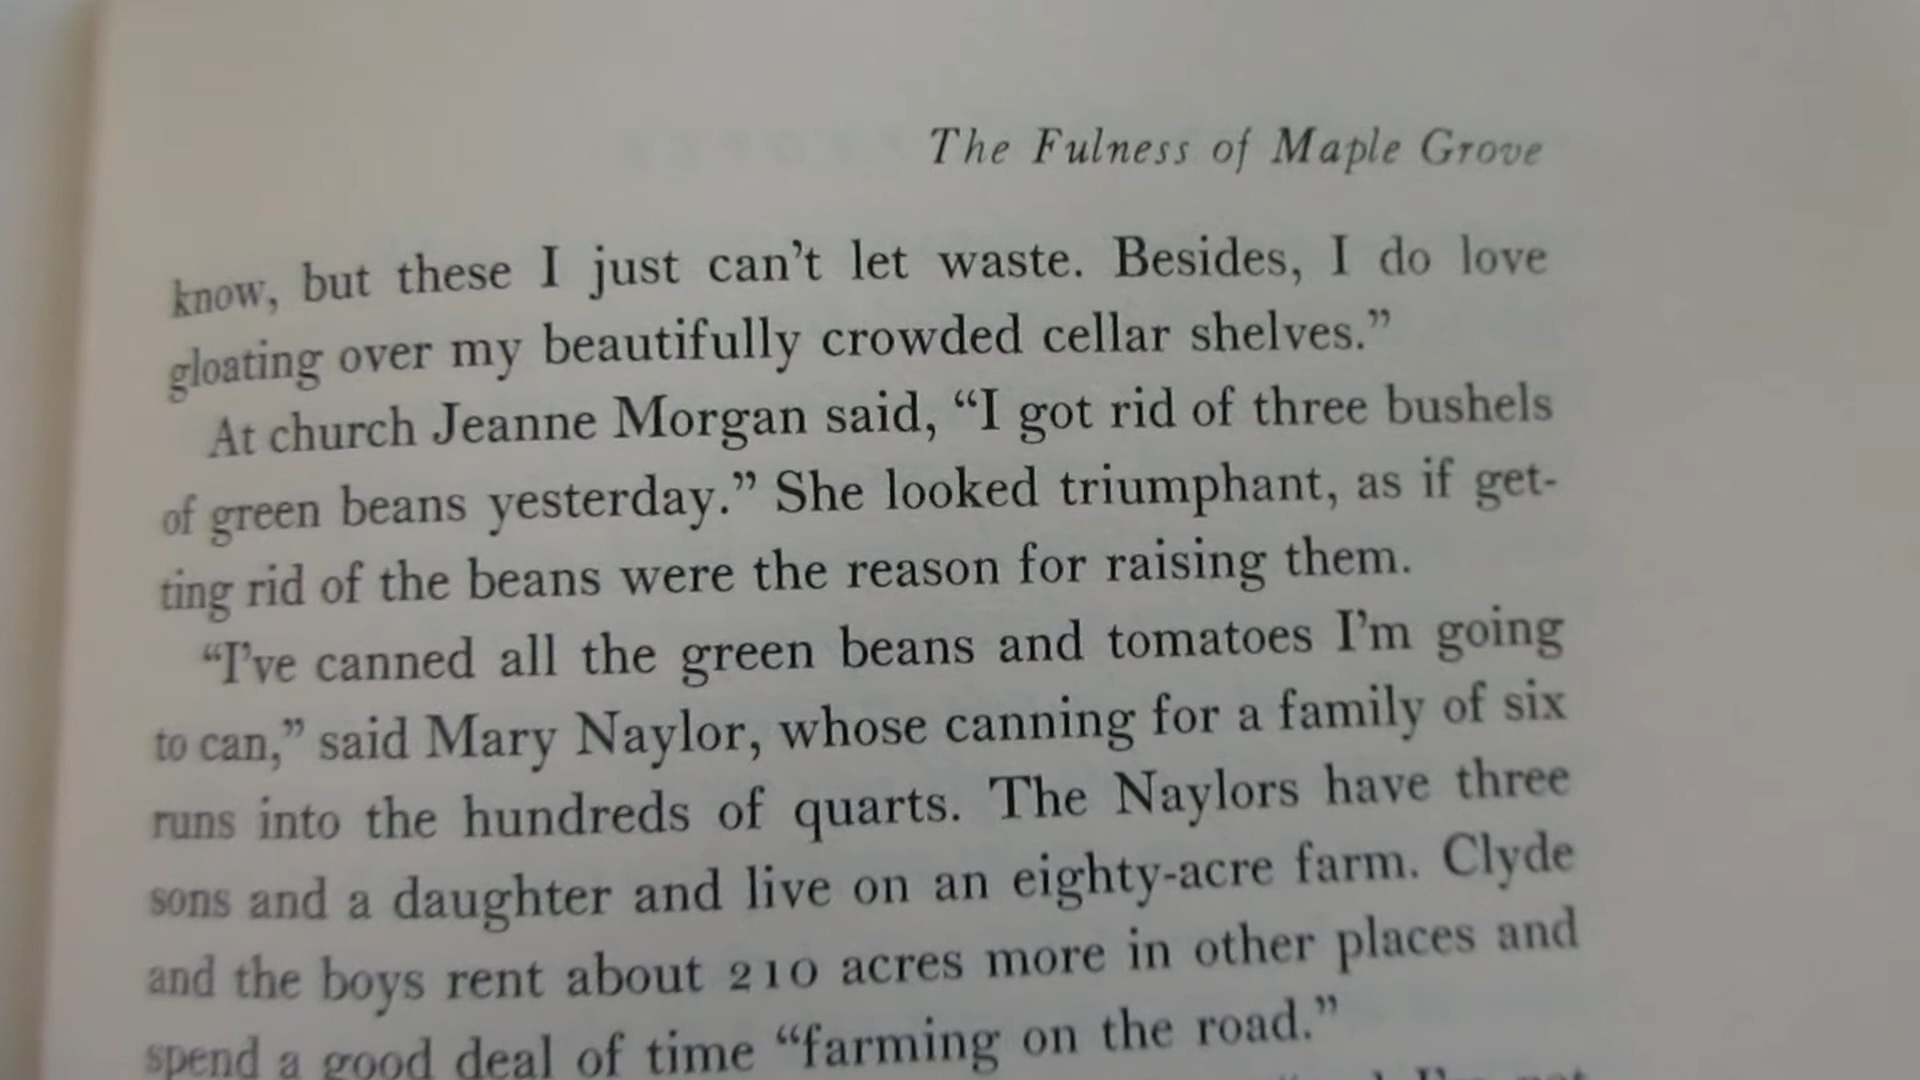 The Fulness of Maple Grove
know, but these I just can't let waste. Besides, I do love
gloating over my beautifully crowded cellar shelves.”
At church Jeanne Morgan said, “I got rid of three bushels
of green beans yesterday.” She looked triumphant, as if get-
ting rid of the beans were the reason for raising them.
“I’ve canned all the green beans and tomatoes I’m going
to can,” said Mary Naylor, whose canning for a family of six
runs into the hundreds of quarts. The Naylors have three
sons and a daughter and live on an eighty-acre farm. Clyde
and the boys rent about 210 acres more in other places and
spend a good deal of time “farming on the road.”